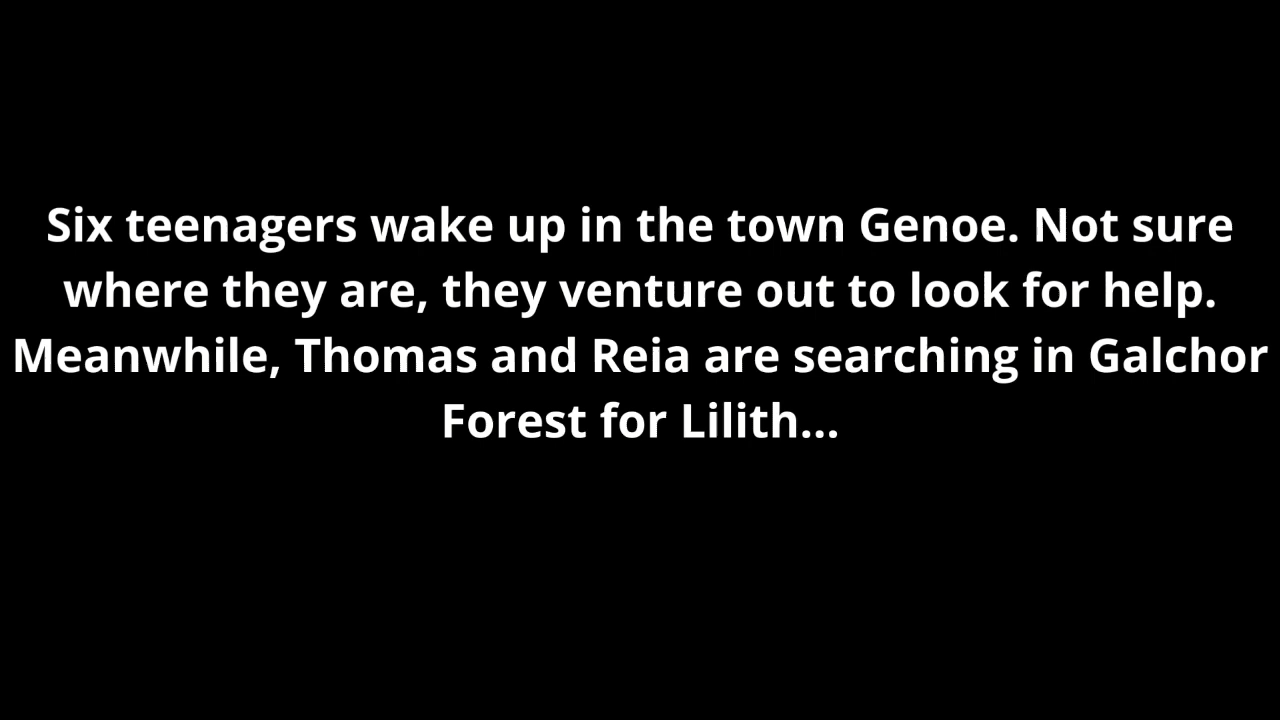 Six teenagers wake up in the town Genoe. Not sure
where they are, they venture out to look for help.
Meanwhile, Thomas and Reia are searching in Galchor
Forest for Lilith...